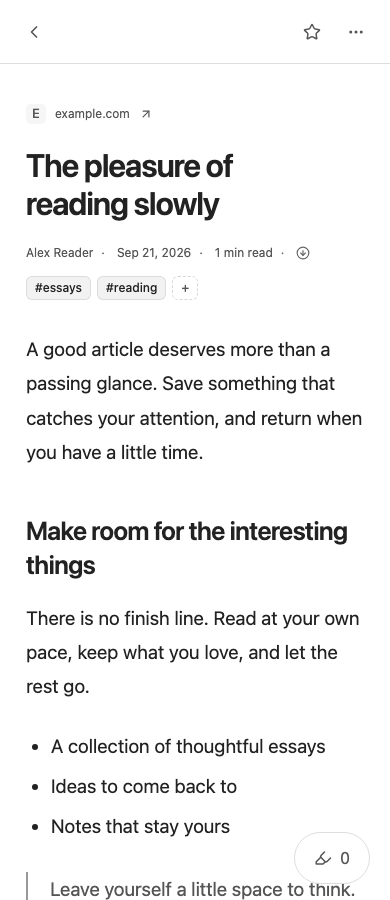 E example.com
The pleasure of
reading slowly
Alex Reader · Sep 21, 2026 · 1 min read ·
#essays #reading +
A good article deserves more than a
passing glance. Save something that
catches your attention, and return when
you have a little time.
Make room for the interesting
things
There is no finish line. Read at your own
pace, keep what you love, and let the
rest go.
• A collection of thoughtful essays
• Ideas to come back to
• Notes that stay yours
0
Leave yourself a little space to think.